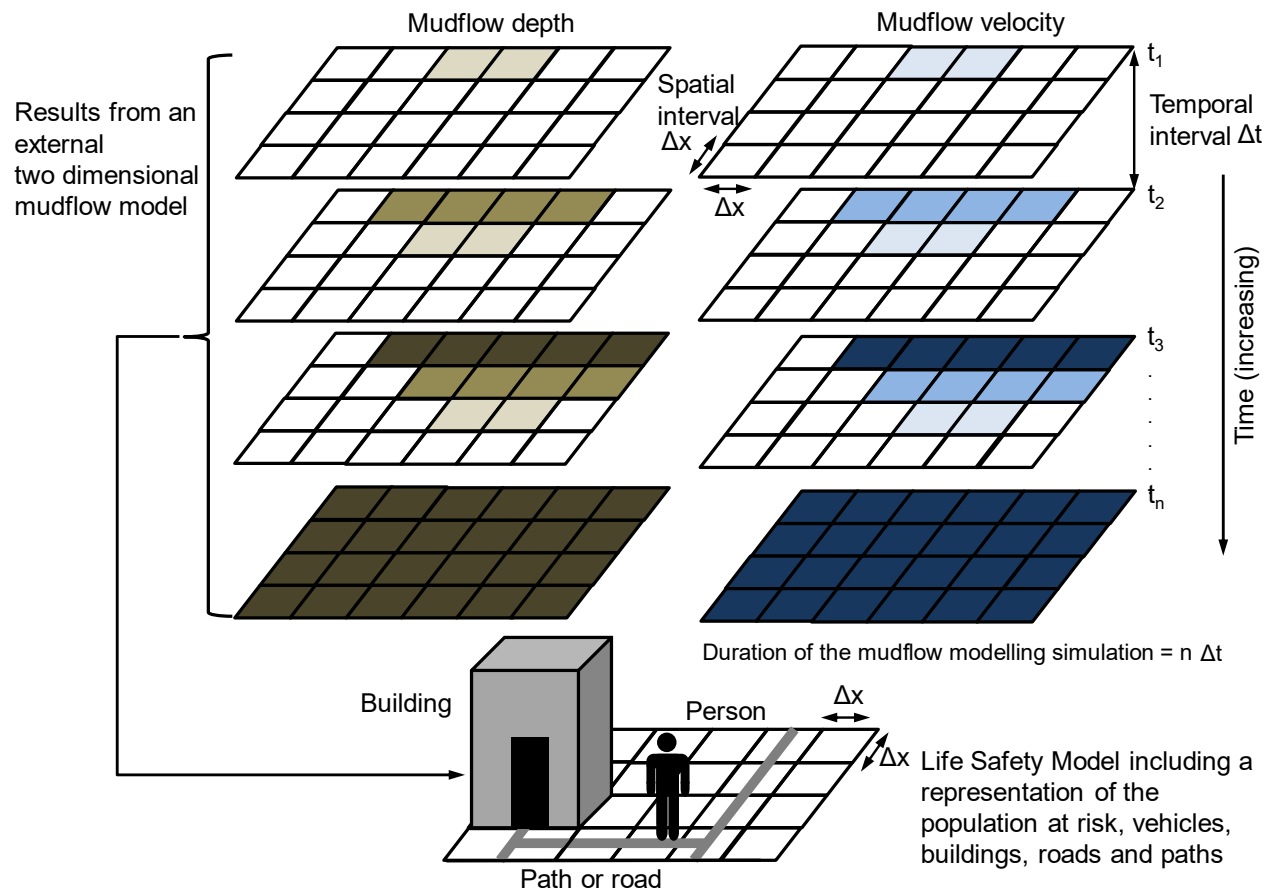 Mudflow depth
Mudflow velocity
Results from an
external
two dimensional
mudflow model
Spatial
interval
Δx
Δx
t₁
Temporal
interval Δt
t₂
t₃
.
.
.
.
.
tₙ
Time (increasing)
Duration of the mudflow modelling simulation = n Δt
Building
Person
Δx
Δx
Path or road
Life Safety Model including a
representation of the
population at risk, vehicles,
buildings, roads and paths